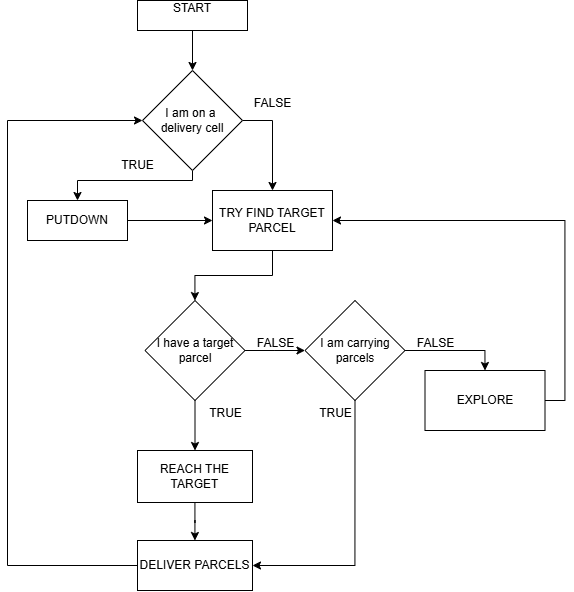 START
I am on a
delivery cell
FALSE
TRUE
PUTDOWN
TRY FIND TARGET
PARCEL
I have a target
parcel
FALSE
I am carrying
parcels
FALSE
EXPLORE
TRUE
TRUE
REACH THE
TARGET
DELIVER PARCELS